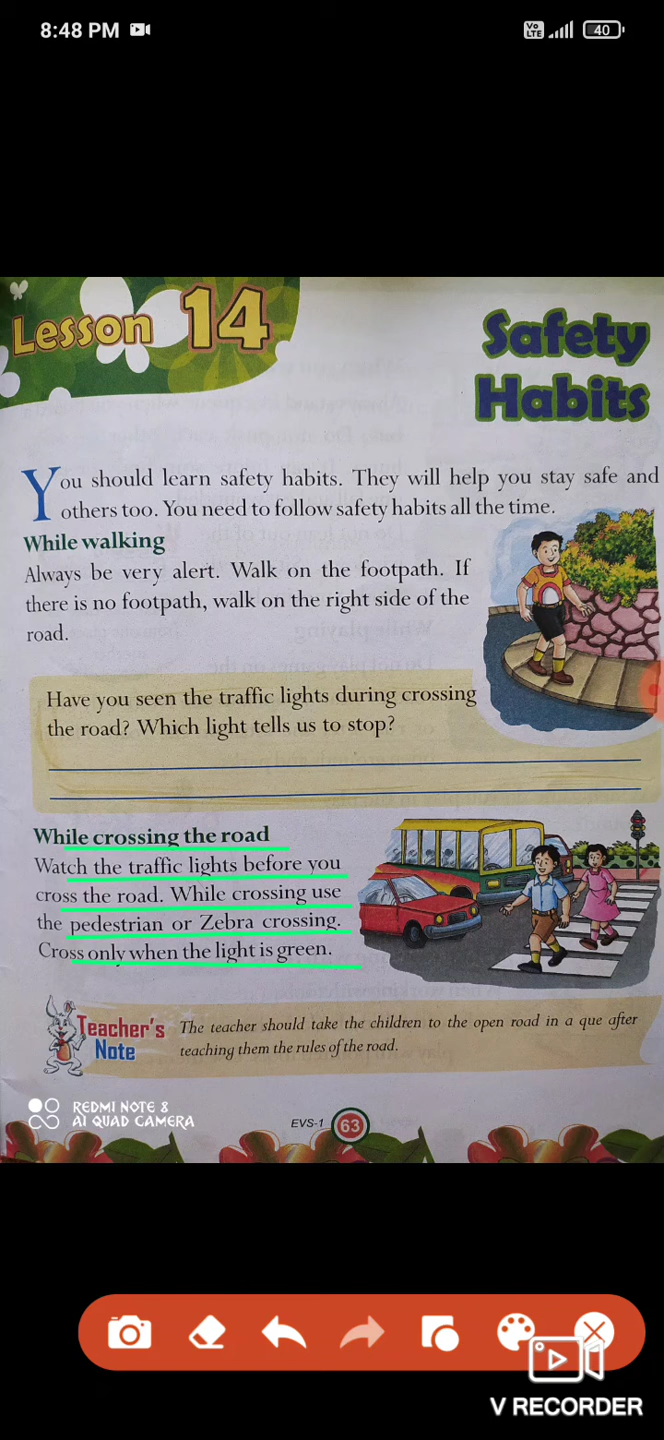 8:48 PM
Vo LTE
40
Lesson 14
Safety
Habits
You should learn safety habits. They will help you stay safe and
others too. You need to follow safety habits all the time.
While walking
Always be very alert. Walk on the footpath. If
there is no footpath, walk on the right side of the
road.
Have you seen the traffic lights during crossing
the road? Which light tells us to stop?
While crossing the road
Watch the traffic lights before you
cross the road. While crossing use
the pedestrian or Zebra crossing.
Cross only when the light is green.
Teacher's
Note
The teacher should take the children to the open road in a que after
teaching them the rules of the road.
REDMI NOTE 8
AI QUAD CAMERA
EVS-1 63
V RECORDER